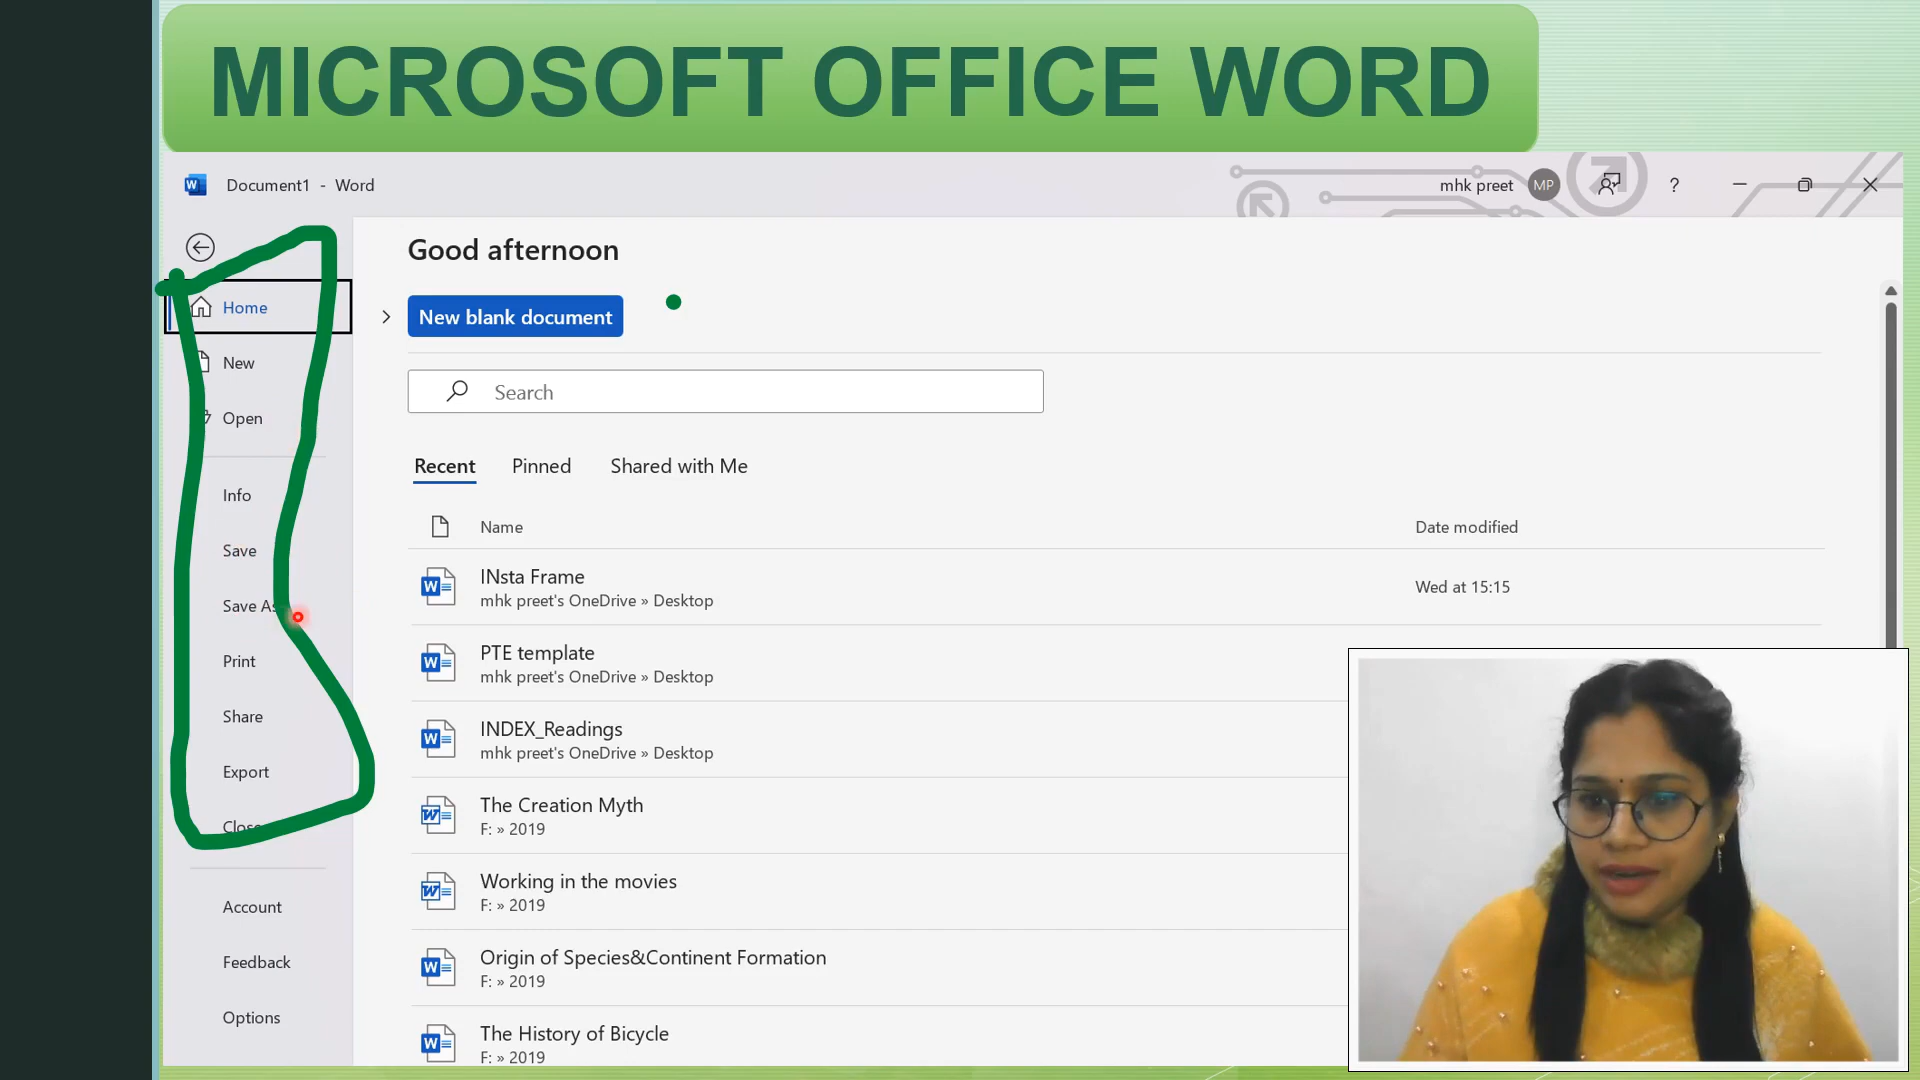 MICROSOFT OFFICE WORD
Document1 - Word
mhk preet
MP
?
Good afternoon
Home
New blank document
New
Search
Open
Recent Pinned Shared with Me
Info
Name Date modified
Save
INsta Frame
mhk preet's OneDrive » Desktop
Wed at 15:15
Save As
Print
PTE template
mhk preet's OneDrive » Desktop
Share
INDEX_Readings
mhk preet's OneDrive » Desktop
Export
The Creation Myth
F: » 2019
Close
Working in the movies
F: » 2019
Account
Feedback
Origin of Species&Continent Formation
F: » 2019
Options
The History of Bicycle
F: » 2019